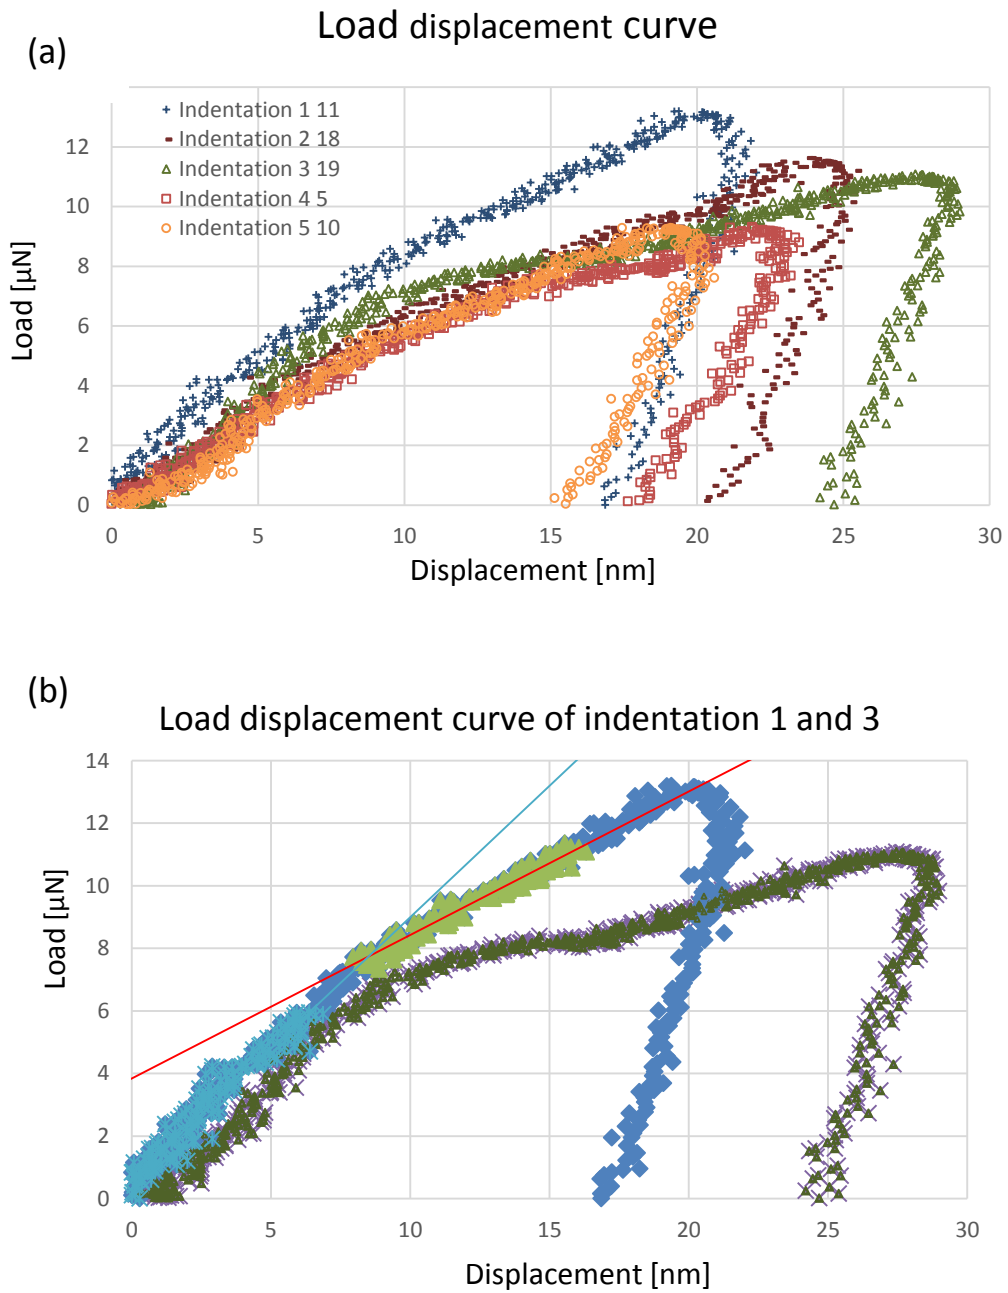 Load displacement curve
(a)
Indentation 1 11
Indentation 2 18
Indentation 3 19
Indentation 4 5
Indentation 5 10
12
10
8
6
4
2
0
Load [µN]
0 5 10 15 20 25 30
Displacement [nm]
(b)
Load displacement curve of indentation 1 and 3
14
12
10
8
6
4
2
0
Load [µN]
0 5 10 15 20 25 30
Displacement [nm]